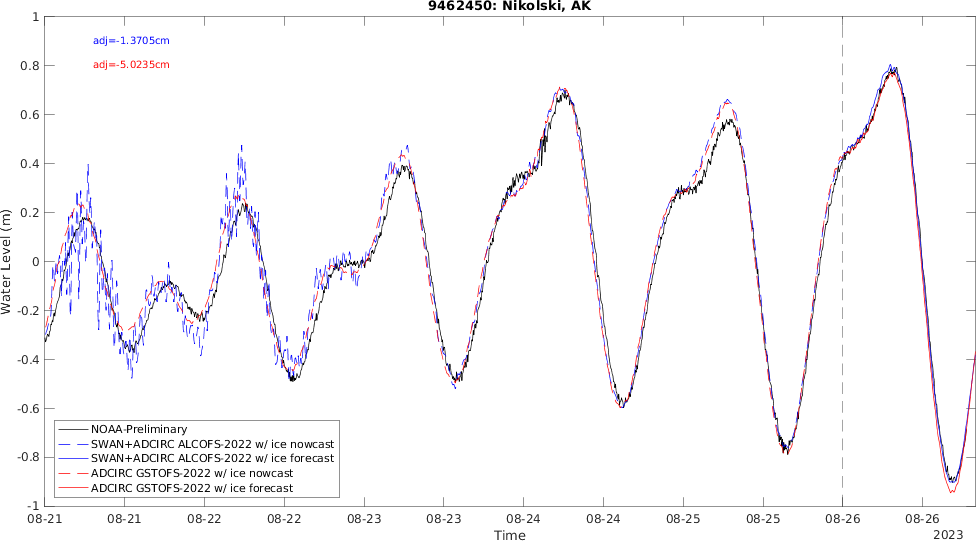 9462450: Nikolski, AK
adj=-1.3705cm
adj=-5.0235cm
1
0.8
0.6
0.4
0.2
0
-0.2
-0.4
-0.6
-0.8
-1
Water Level (m)
NOAA-Preliminary
SWAN+ADCIRC ALCOFS-2022 w/ ice nowcast
SWAN+ADCIRC ALCOFS-2022 w/ ice forecast
ADCIRC GSTOFS-2022 w/ ice nowcast
ADCIRC GSTOFS-2022 w/ ice forecast
08-21 08-21 08-22 08-22 08-23 08-23 08-24 08-24 08-25 08-25 08-26 08-26
Time
2023